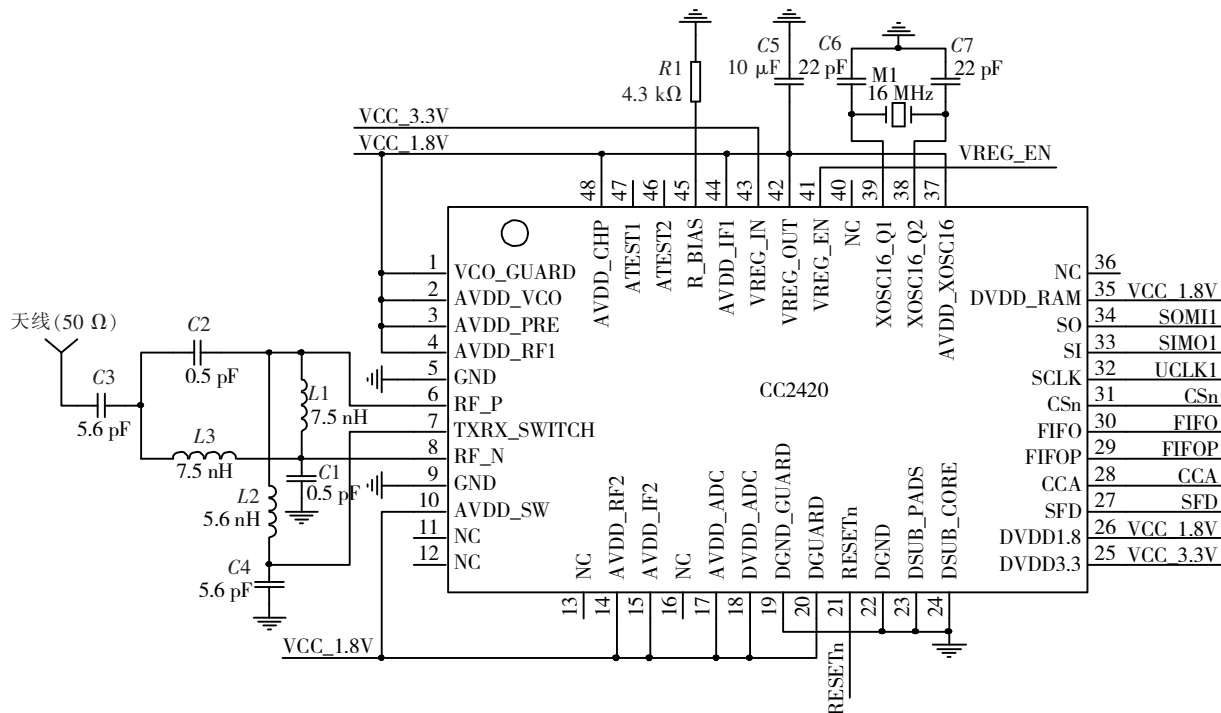 R1
4.3 kΩ
C5
10 μF
C6
22 pF
M1
16 MHz
C7
22 pF
VCC_3.3V
VCC_1.8V
VREG_EN
48
47
46
45
44
43
42
41
40
39
38
37
AVDD_CHP
ATEST1
ATEST2
R_BIAS
AVDD_IF1
VREG_IN
VREG_OUT
VREG_EN
NC
XOSC16_Q1
XOSC16_Q2
AVDD_XOSC16
天线(50 Ω)
C3
5.6 pF
C2
0.5 pF
L1
7.5 nH
L3
7.5 nH
C1
0.5 pF
L2
5.6 nH
C4
5.6 pF
1 VCO_GUARD
2 AVDD_VCO
3 AVDD_PRE
4 AVDD_RF1
5 GND
6 RF_P
7 TXRX_SWITCH
8 RF_N
9 GND
10 AVDD_SW
11 NC
12 NC
CC2420
NC 36
DVDD_RAM 35 VCC_1.8V
SO 34 SOMI1
SI 33 SIMO1
SCLK 32 UCLK1
CSn 31 CSn
FIFO 30 FIFO
FIFOP 29 FIFOP
CCA 28 CCA
SFD 27 SFD
DVDD1.8 26 VCC_1.8V
DVDD3.3 25 VCC_3.3V
NC
AVDD_RF2
AVDD_IF2
NC
AVDD_ADC
DVDD_ADC
DGND_GUARD
DGUARD
RESETn
DGND
DSUB_PADS
DSUB_CORE
13
14
15
16
17
18
19
20
21
22
23
24
VCC_1.8V
RESETn